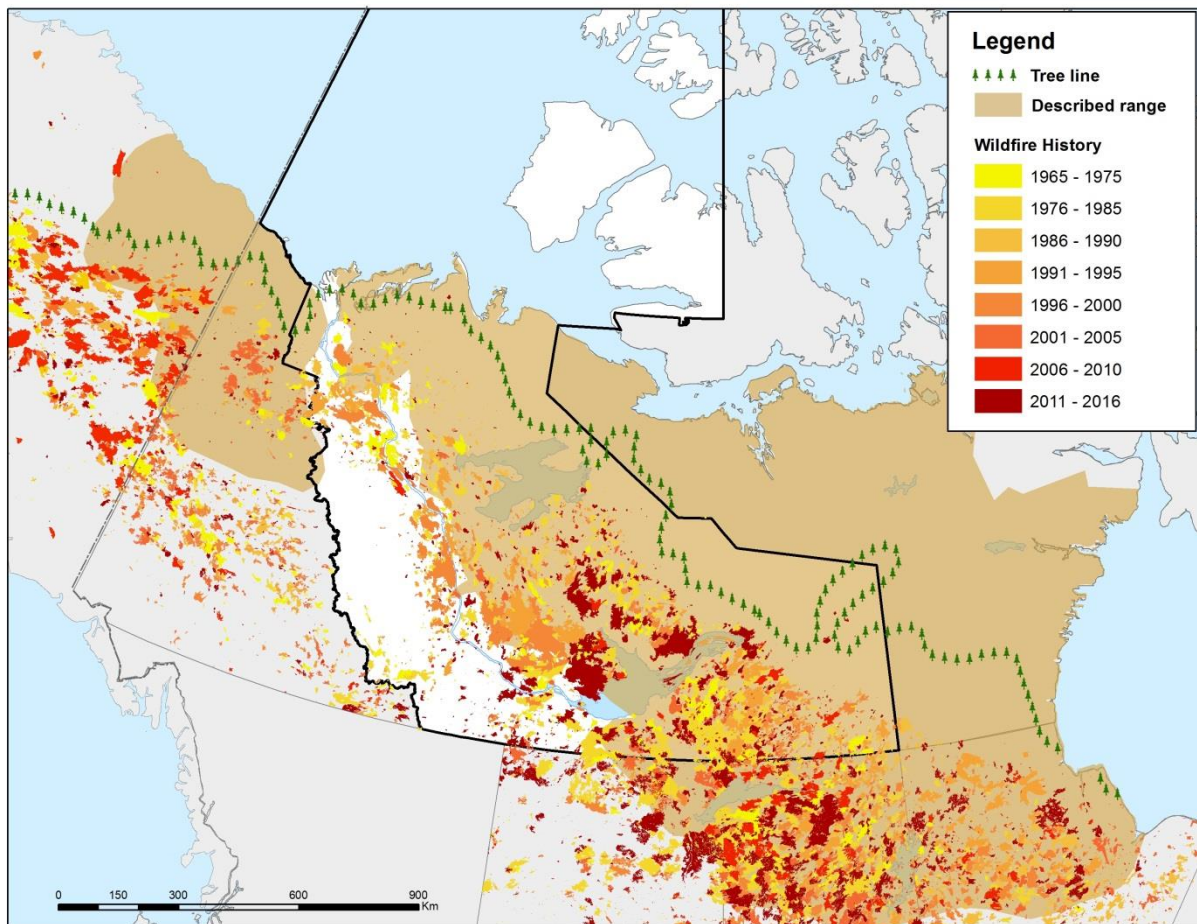 Legend
Tree line
Described range
Wildfire History
1965 - 1975
1976 - 1985
1986 - 1990
1991 - 1995
1996 - 2000
2001 - 2005
2006 - 2010
2011 - 2016
0 150 300 600 900
Km